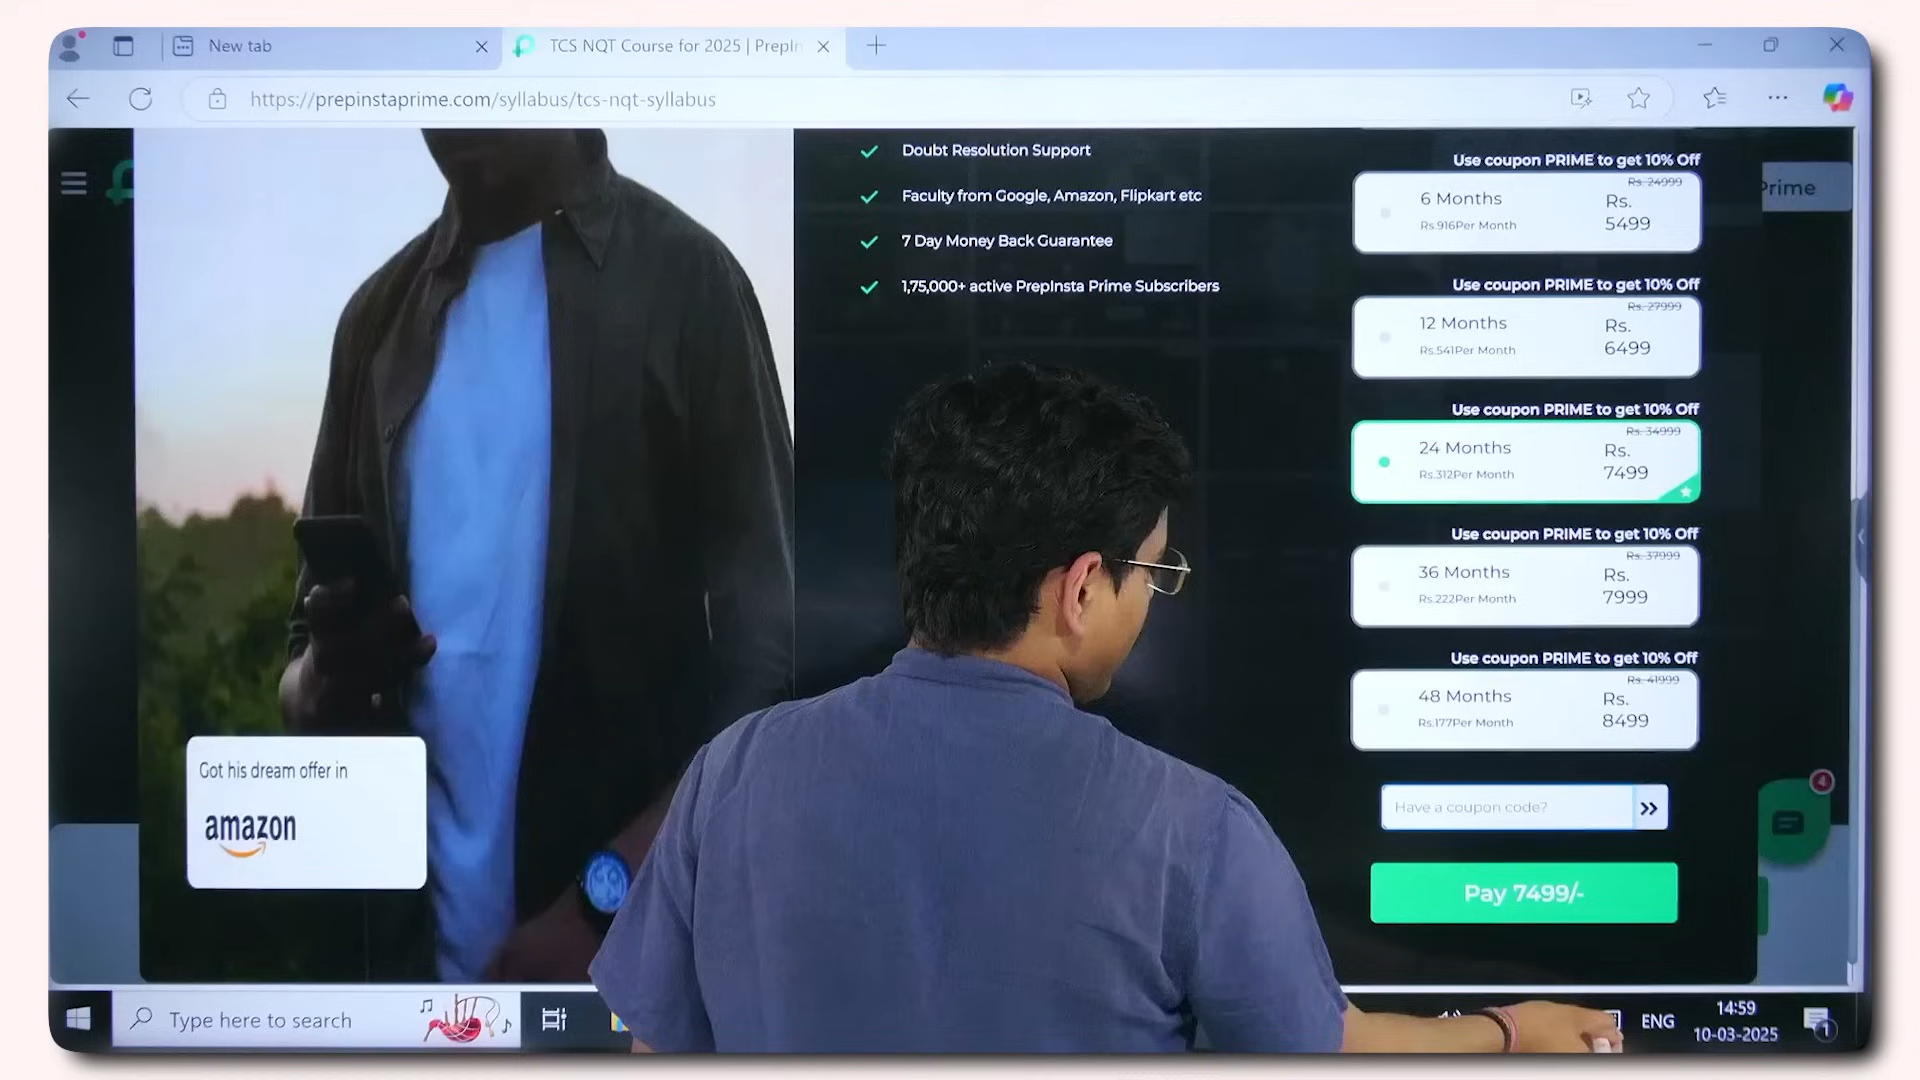 New tab
TCS NQT Course for 2025 | PrepIn
https://prepinstaprime.com/syllabus/tcs-nqt-syllabus
Doubt Resolution Support
Faculty from Google, Amazon, Flipkart etc
7 Day Money Back Guarantee
1,75,000+ active PrepInsta Prime Subscribers
Prime
Use coupon PRIME to get 10% Off
Rs. 24999
6 Months
Rs.
5499
Rs.916Per Month
Use coupon PRIME to get 10% Off
Rs. 27999
12 Months
Rs.
6499
Rs.541Per Month
Use coupon PRIME to get 10% Off
Rs. 34999
24 Months
Rs.
7499
Rs.312Per Month
Use coupon PRIME to get 10% Off
Rs. 37999
36 Months
Rs.
7999
Rs.222Per Month
Use coupon PRIME to get 10% Off
Rs. 41999
48 Months
Rs.
8499
Rs.177Per Month
Have a coupon code?
Pay 7499/-
4
Got his dream offer in
amazon
Type here to search
ENG
14:59
10-03-2025
1